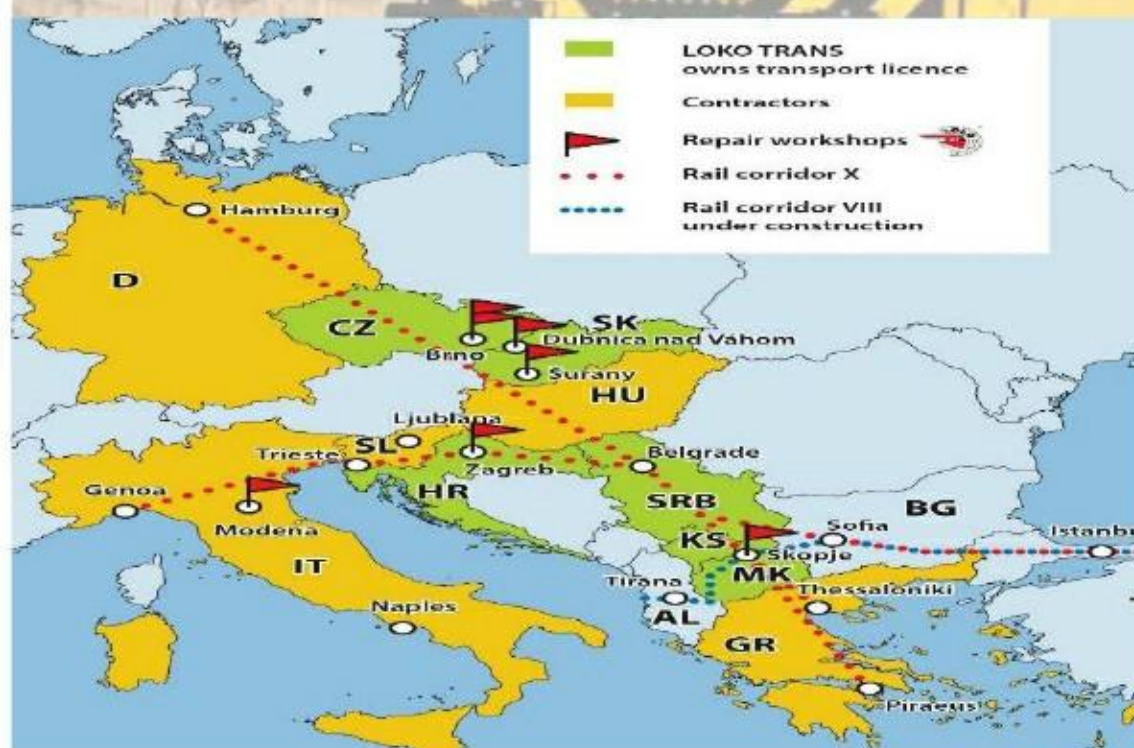 LOKO TRANS
owns transport licence
Contractors
Repair workshops
Rail corridor X
Rail corridor VIII
under construction
Hamburg
D
CZ
SK
Brno
Dubnica nad Váhom
Šurany
HU
Ljublana
Trieste
SL
Zagreb
Belgrade
Genoa
HR
SRB
BG
Modena
KS
Sofia
Istanbu
Skopje
IT
MK
Tirana
Thessaloniki
Naples
AL
GR
Piraeus